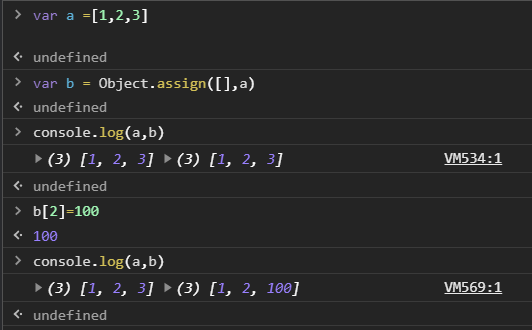 > var a =[1,2,3]
<· undefined
> var b = Object.assign([],a)
<· undefined
> console.log(a,b)
▶(3) [1, 2, 3] ▶(3) [1, 2, 3] VM534:1
<· undefined
> b[2]=100
<· 100
> console.log(a,b)
▶(3) [1, 2, 3] ▶(3) [1, 2, 100] VM569:1
<· undefined